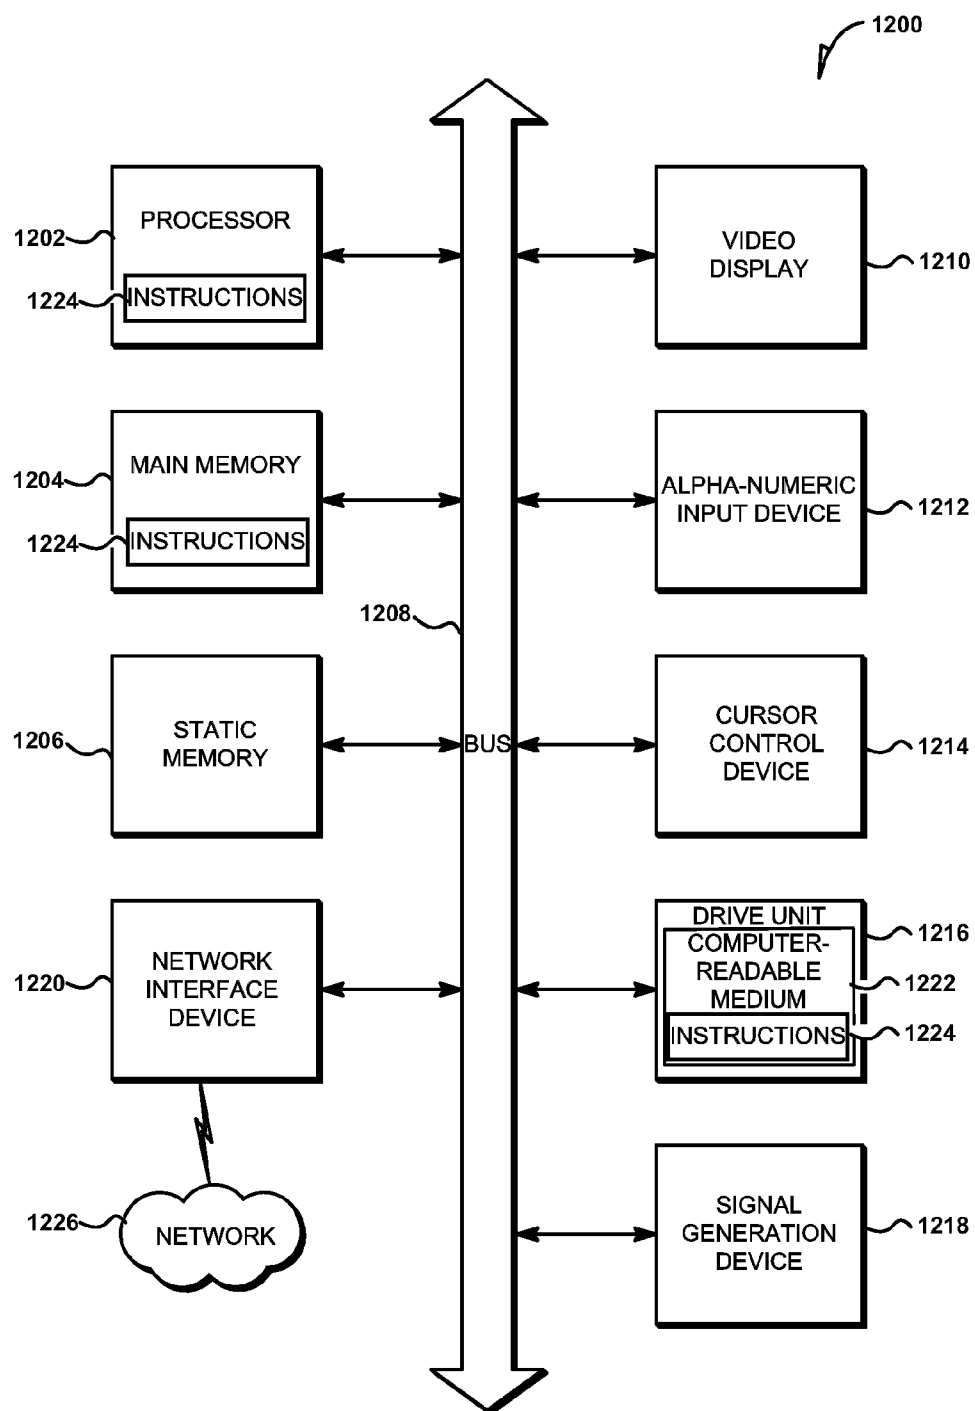 1200
PROCESSOR
1202
1224
INSTRUCTIONS
VIDEO
DISPLAY
1210
MAIN MEMORY
1204
1224
INSTRUCTIONS
ALPHA-NUMERIC
INPUT DEVICE
1212
1208
STATIC
MEMORY
1206
BUS
CURSOR
CONTROL
DEVICE
1214
NETWORK
INTERFACE
DEVICE
1220
DRIVE UNIT
1216
COMPUTER-
READABLE
MEDIUM
1222
INSTRUCTIONS
1224
1226
NETWORK
SIGNAL
GENERATION
DEVICE
1218